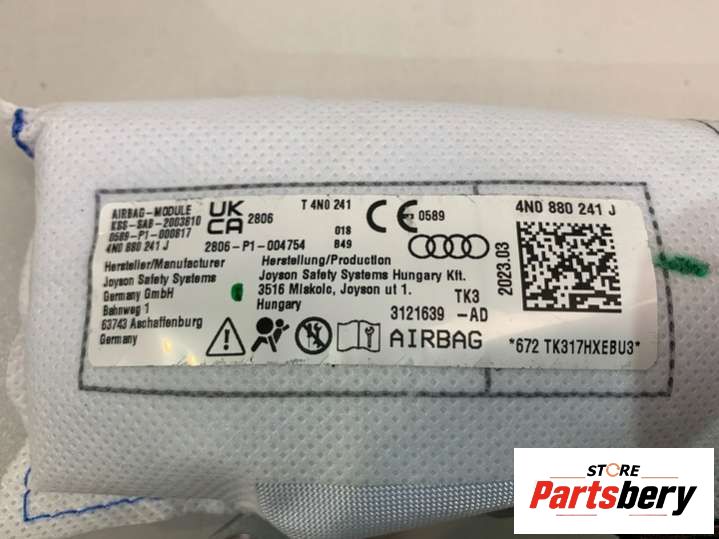 AIRBAG-MODULE
KSS-SAB-2003610
0589-P1-000817
4N0 880 241 J
Hersteller/Manufacturer
Joyson Safety Systems
Germany GmbH
Bahnweg 1
63743 Aschaffenburg
Germany
UK
CA
2806
2806-P1-004754
T 4N0 241
018
B49
CE 0589
Herstellung/Production
Joyson Safety Systems Hungary Kft.
3516 Miskolc, Joyson ut 1.
Hungary
TK3
3121639 -AD
AIRBAG
2023.03
4N0 880 241 J
*672 TK317HXEBU3*
STORE
Partsbery